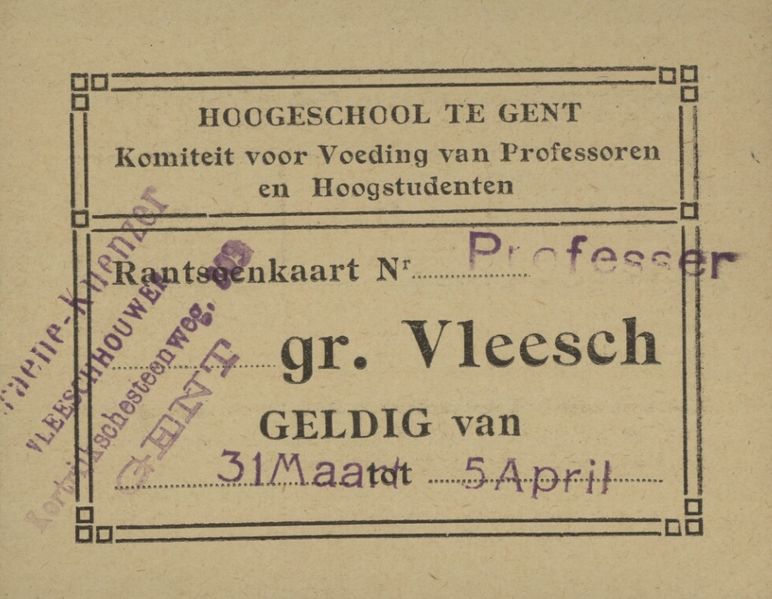 HOOGESCHOOL TE GENT
Komiteit voor Voeding van Professoren
en Hoogstudenten
Rantsoenkaart Nr Professer
gr. Vleesch
GELDIG van
31 Maart tot 5 April
VLEESCHHOUWER
Kortrijkschesteenweg,
GENT